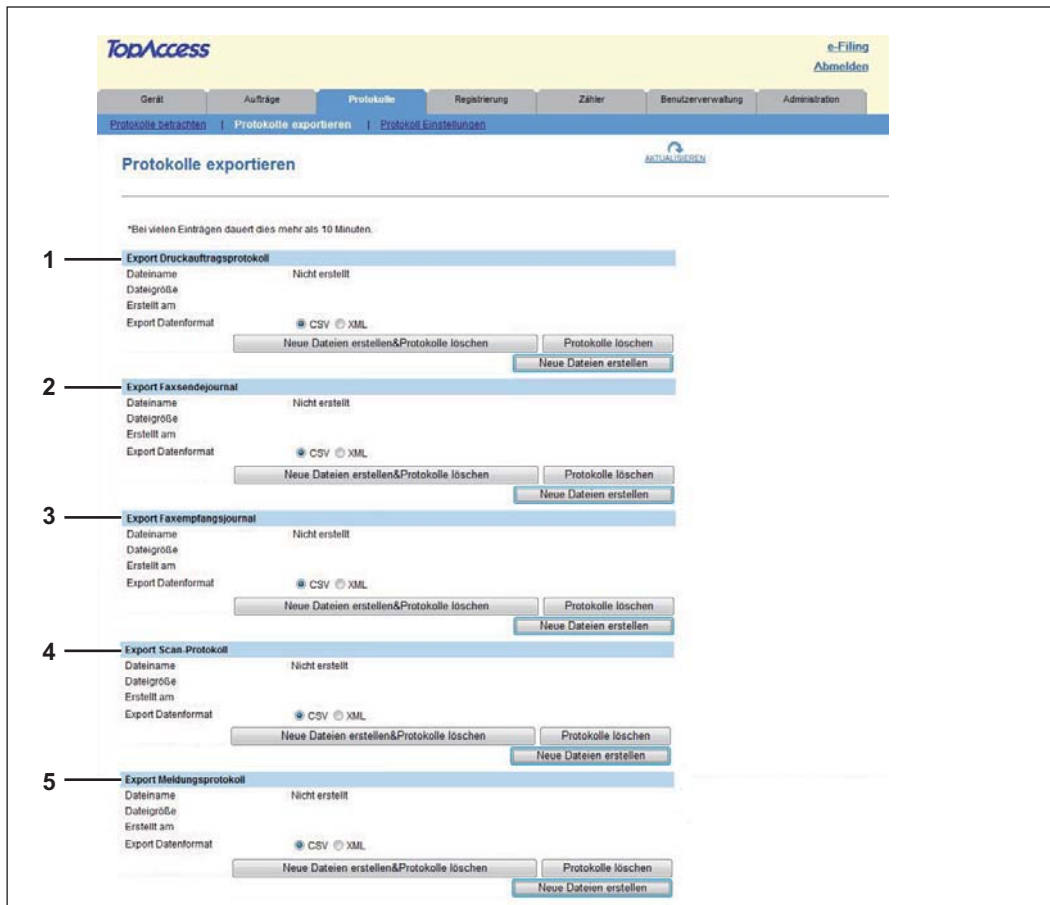 TopAccess
e-Filing
Abmelden
Gerät Aufträge Protokolle Registrierung Zähler Benutzerverwaltung Administration
Protokolle betrachten | Protokolle exportieren | Protokoll Einstellungen
Protokolle exportieren
AKTUALISIEREN
*Bei vielen Einträgen dauert dies mehr als 10 Minuten.
1 Export Druckauftragsprotokoll
Dateiname Nicht erstellt
Dateigröße
Erstellt am
Export Datenformat CSV XML
Neue Dateien erstellen&Protokolle löschen Protokolle löschen
Neue Dateien erstellen
2 Export Faxsendejournal
Dateiname Nicht erstellt
Dateigröße
Erstellt am
Export Datenformat CSV XML
Neue Dateien erstellen&Protokolle löschen Protokolle löschen
Neue Dateien erstellen
3 Export Faxempfangsjournal
Dateiname Nicht erstellt
Dateigröße
Erstellt am
Export Datenformat CSV XML
Neue Dateien erstellen&Protokolle löschen Protokolle löschen
Neue Dateien erstellen
4 Export Scan-Protokoll
Dateiname Nicht erstellt
Dateigröße
Erstellt am
Export Datenformat CSV XML
Neue Dateien erstellen&Protokolle löschen Protokolle löschen
Neue Dateien erstellen
5 Export Meldungsprotokoll
Dateiname Nicht erstellt
Dateigröße
Erstellt am
Export Datenformat CSV XML
Neue Dateien erstellen&Protokolle löschen Protokolle löschen
Neue Dateien erstellen